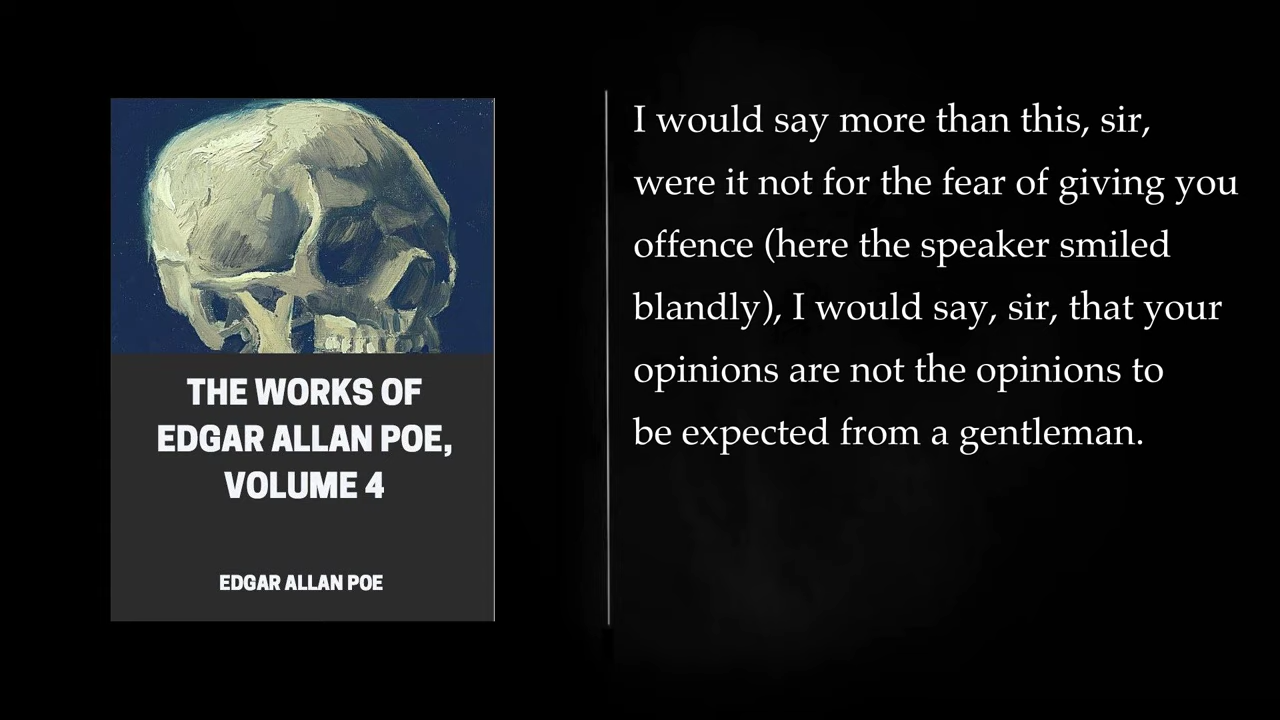 THE WORKS OF
EDGAR ALLAN POE,
VOLUME 4
EDGAR ALLAN POE
I would say more than this, sir,
were it not for the fear of giving you
offence (here the speaker smiled
blandly), I would say, sir, that your
opinions are not the opinions to
be expected from a gentleman.